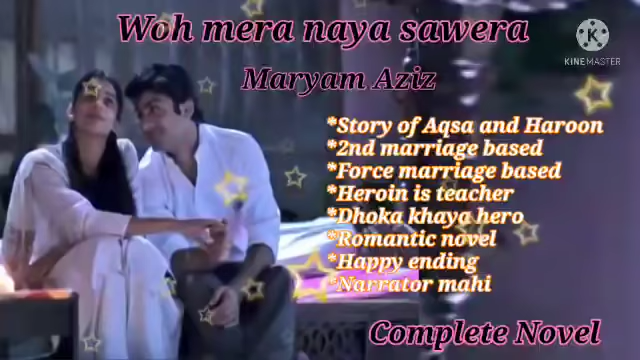 Woh mera naya sawera
KINEMASTER
Maryam Aziz
*Story of Aqsa and Haroon
*2nd marriage based
*Force marriage based
*Heroin is teacher
*Dhoka khaya hero
*Romantic novel
*Happy ending
*Narrator mahi
Complete Novel